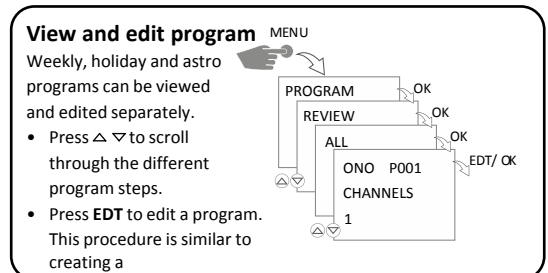 View and edit program
Weekly, holiday and astro
programs can be viewed
and edited separately.
• Press △ ▽ to scroll
through the different
program steps.
• Press EDT to edit a program.
This procedure is similar to
creating a
MENU
PROGRAM
OK
REVIEW
OK
ALL
OK
ONO P001
EDT/ OK
CHANNELS
1